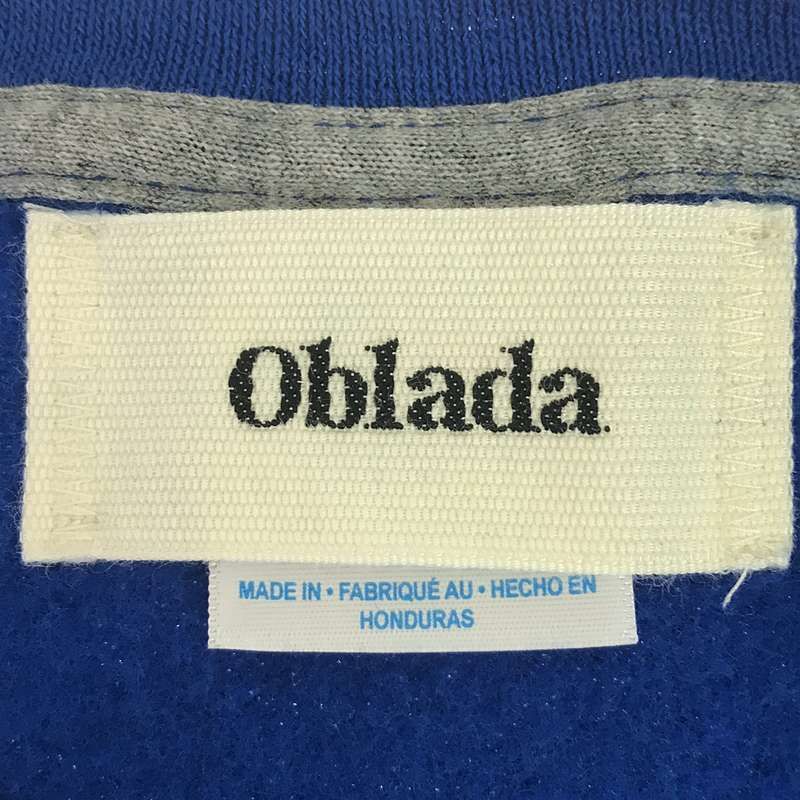 Oblada
MADE IN • FABRIQUÉ AU • HECHO EN
HONDURAS